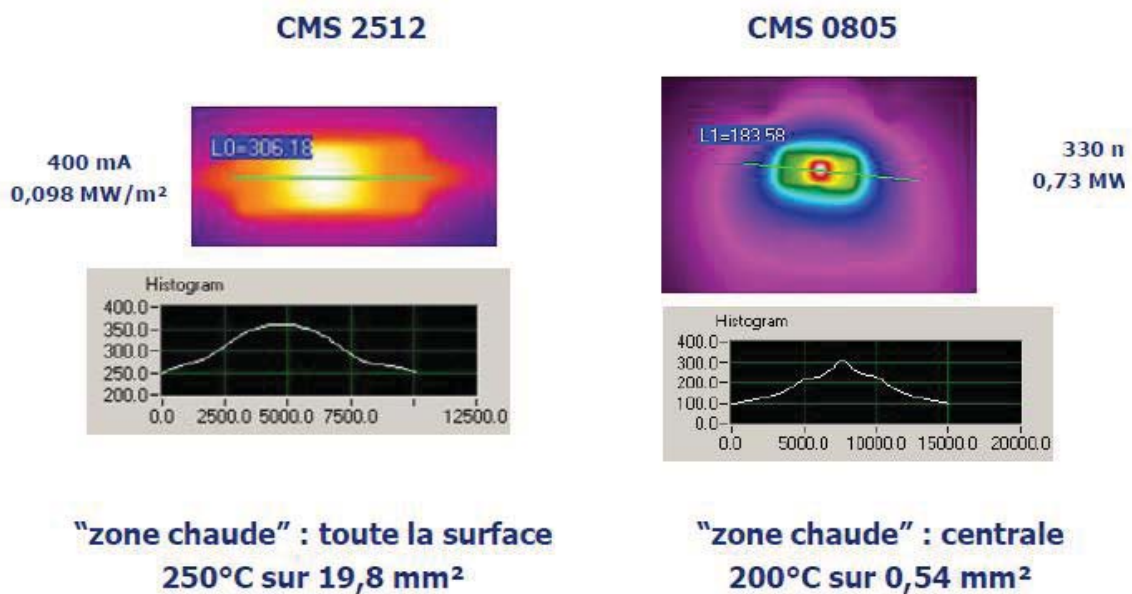 CMS 2512
CMS 0805
L0=306.18
400 mA
0,098 MW/m²
L1=183.58
330 n
0,73 MW
Histogram
400.0
350.0
300.0
250.0
200.0
0.0 2500.0 5000.0 7500.0 12500.0
Histogram
400.0
300.0
200.0
100.0
0.0
0.0 5000.0 10000.0 15000.0 20000.0
"zone chaude" : toute la surface
250°C sur 19,8 mm²
"zone chaude" : centrale
200°C sur 0,54 mm²